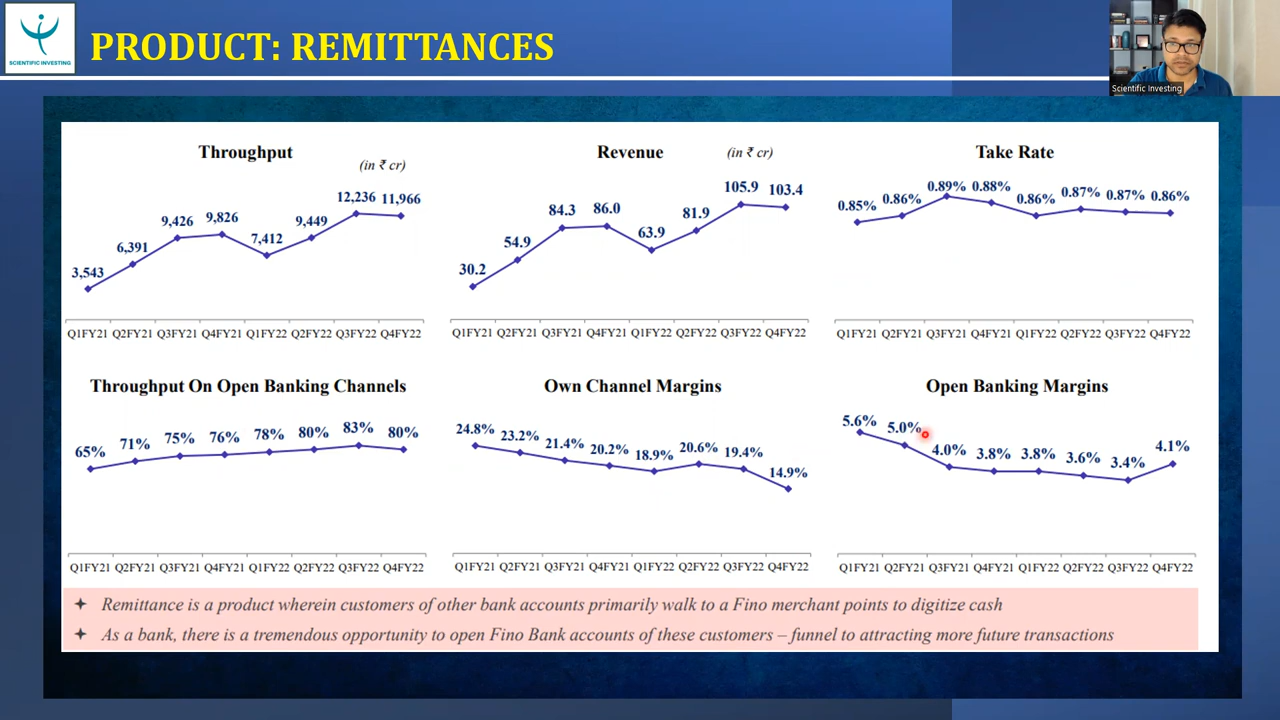 SCIENTIFIC INVESTING
PRODUCT: REMITTANCES
Scientific Investing
Throughput
(in ₹ cr)
3,543 6,391 9,426 9,826 7,412 9,449 12,236 11,966
Q1FY21 Q2FY21 Q3FY21 Q4FY21 Q1FY22 Q2FY22 Q3FY22 Q4FY22
Revenue
(in ₹ cr)
30.2 54.9 84.3 86.0 63.9 81.9 105.9 103.4
Q1FY21 Q2FY21 Q3FY21 Q4FY21 Q1FY22 Q2FY22 Q3FY22 Q4FY22
Take Rate
0.85% 0.86% 0.89% 0.88% 0.86% 0.87% 0.87% 0.86%
Q1FY21 Q2FY21 Q3FY21 Q4FY21 Q1FY22 Q2FY22 Q3FY22 Q4FY22
Throughput On Open Banking Channels
65% 71% 75% 76% 78% 80% 83% 80%
Q1FY21 Q2FY21 Q3FY21 Q4FY21 Q1FY22 Q2FY22 Q3FY22 Q4FY22
Own Channel Margins
24.8% 23.2% 21.4% 20.2% 18.9% 20.6% 19.4% 14.9%
Q1FY21 Q2FY21 Q3FY21 Q4FY21 Q1FY22 Q2FY22 Q3FY22 Q4FY22
Open Banking Margins
5.6% 5.0% 4.0% 3.8% 3.8% 3.6% 3.4% 4.1%
Q1FY21 Q2FY21 Q3FY21 Q4FY21 Q1FY22 Q2FY22 Q3FY22 Q4FY22
Remittance is a product wherein customers of other bank accounts primarily walk to a Fino merchant points to digitize cash
As a bank, there is a tremendous opportunity to open Fino Bank accounts of these customers – funnel to attracting more future transactions